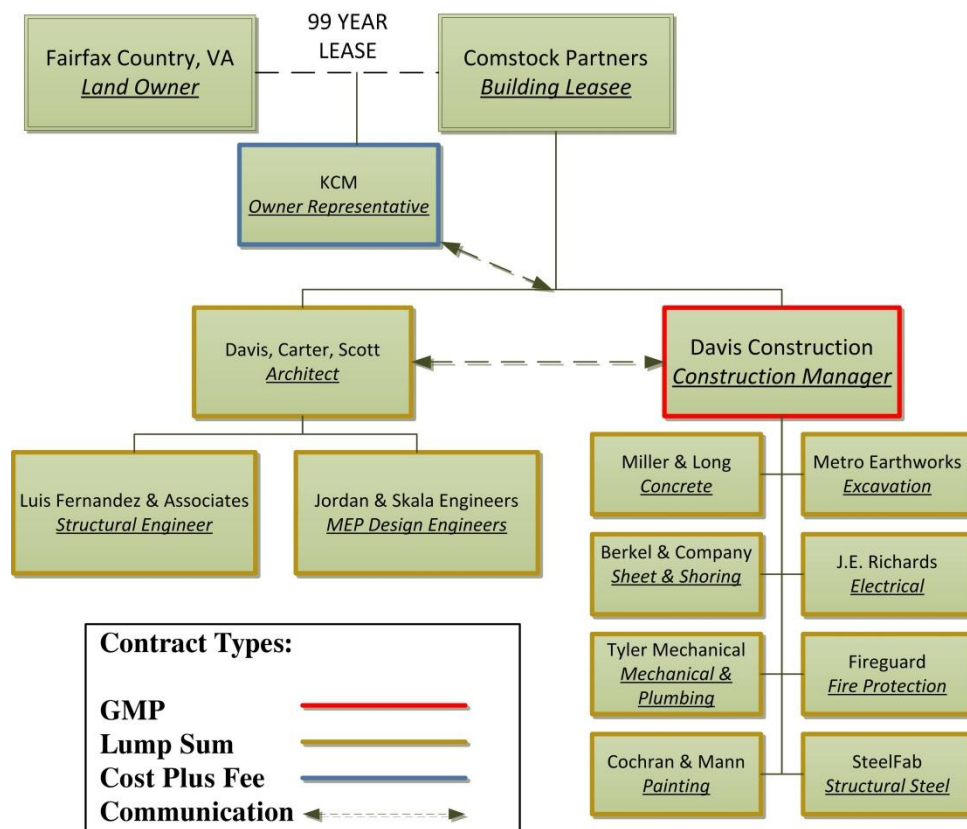 99 YEAR
LEASE
Fairfax Country, VA
Land Owner
Comstock Partners
Building Leasee
KCM
Owner Representative
Davis, Carter, Scott
Architect
Davis Construction
Construction Manager
Luis Fernandez & Associates
Structural Engineer
Jordan & Skala Engineers
MEP Design Engineers
Miller & Long
Concrete
Metro Earthworks
Excavation
Berkel & Company
Sheet & Shoring
J.E. Richards
Electrical
Tyler Mechanical
Mechanical &
Plumbing
Fireguard
Fire Protection
Cochran & Mann
Painting
SteelFab
Structural Steel
Contract Types:
GMP
Lump Sum
Cost Plus Fee
Communication